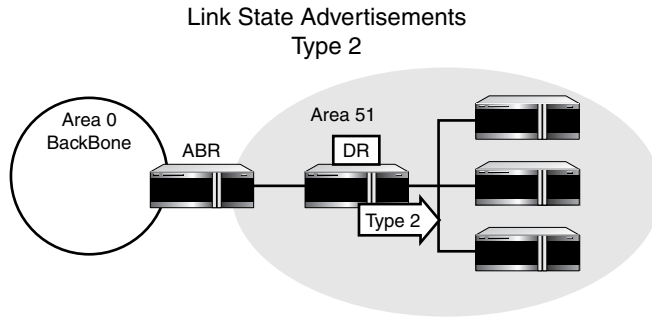 Link State Advertisements
Type 2
Area 0
BackBone
ABR
Area 51
DR
Type 2